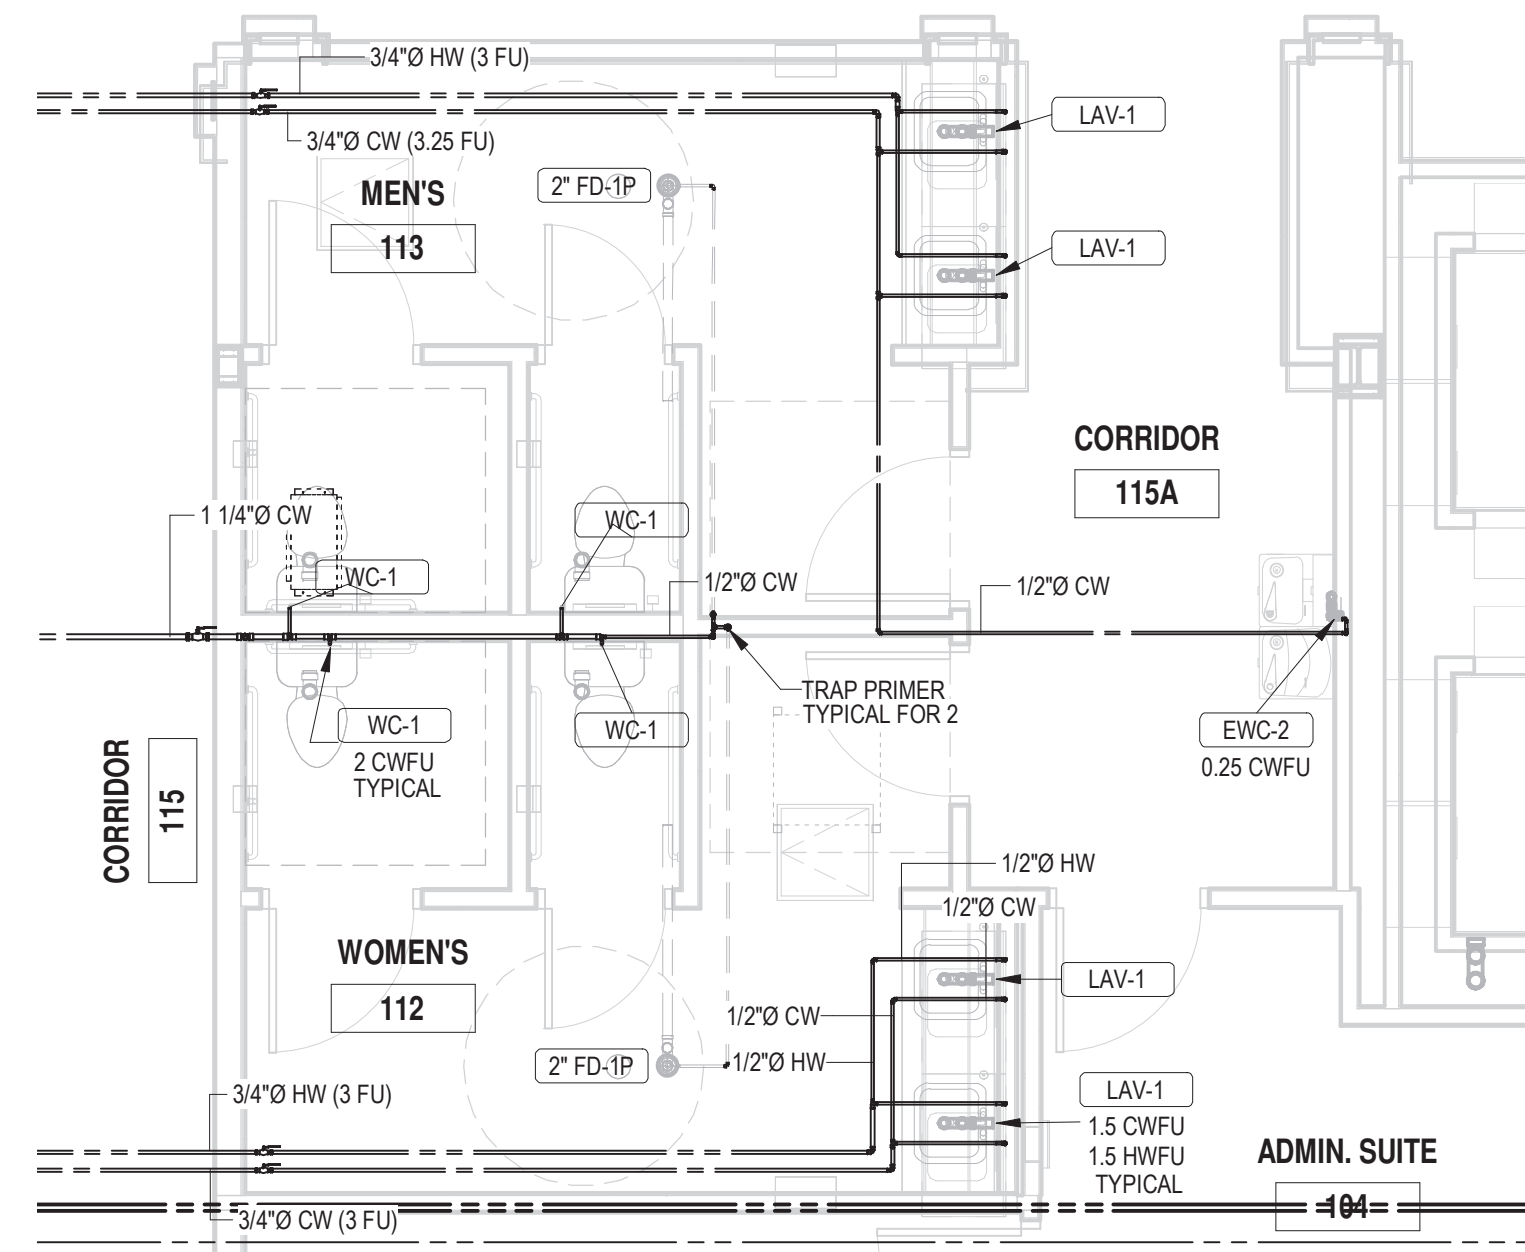 3/4"Ø HW (3 FU)
3/4"Ø CW (3.25 FU)
MEN'S
113
2" FD-1P
LAV-1
LAV-1
CORRIDOR
115A
1 1/4"Ø CW
WC-1
WC-1
1/2"Ø CW
1/2"Ø CW
TRAP PRIMER
TYPICAL FOR 2
WC-1
2 CWFU
TYPICAL
WC-1
EWC-2
0.25 CWFU
CORRIDOR
115
1/2"Ø HW
1/2"Ø CW
WOMEN'S
112
LAV-1
1/2"Ø CW
1/2"Ø HW
2" FD-1P
3/4"Ø HW (3 FU)
LAV-1
1.5 CWFU
1.5 HWFU
TYPICAL
ADMIN. SUITE
104
3/4"Ø CW (3 FU)